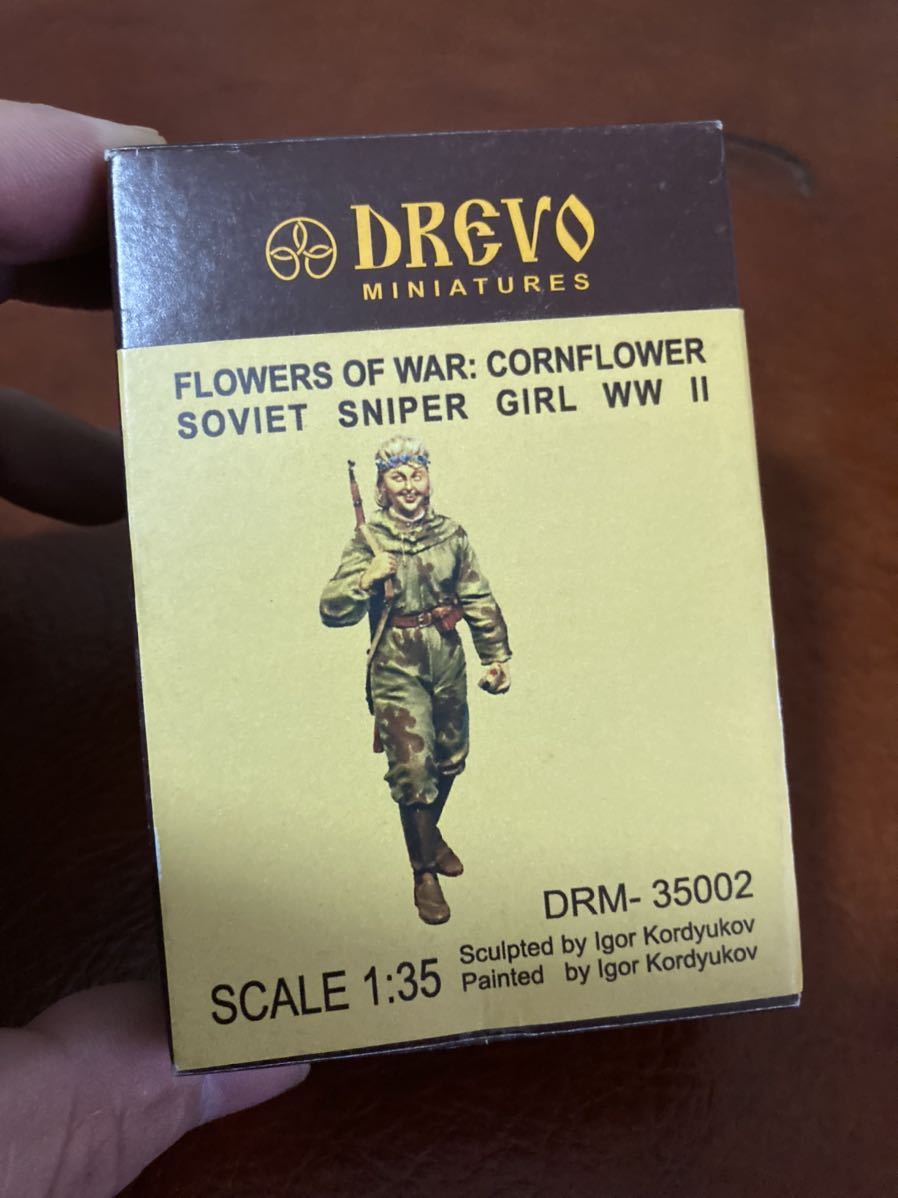 DREVO
MINIATURES
FLOWERS OF WAR: CORNFLOWER
SOVIET SNIPER GIRL WW II
DRM- 35002
Sculpted by Igor Kordyukov
Painted by Igor Kordyukov
SCALE 1:35